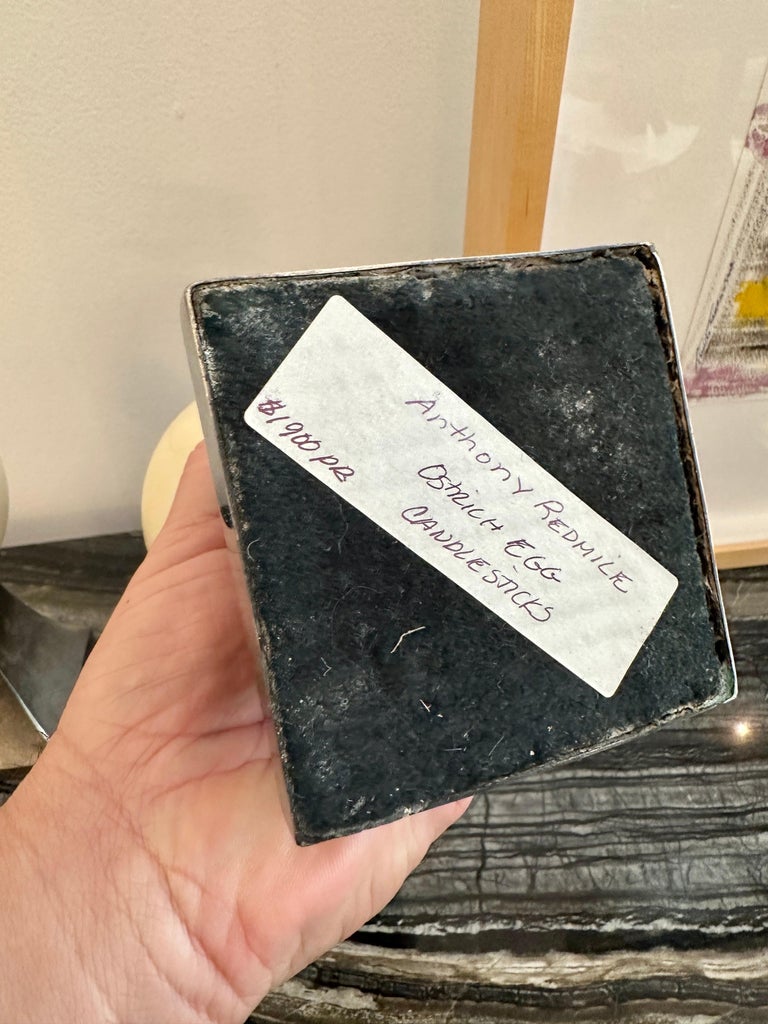 Anthony Redmile
Ostrich Egg
Candlesticks
$1900 pr